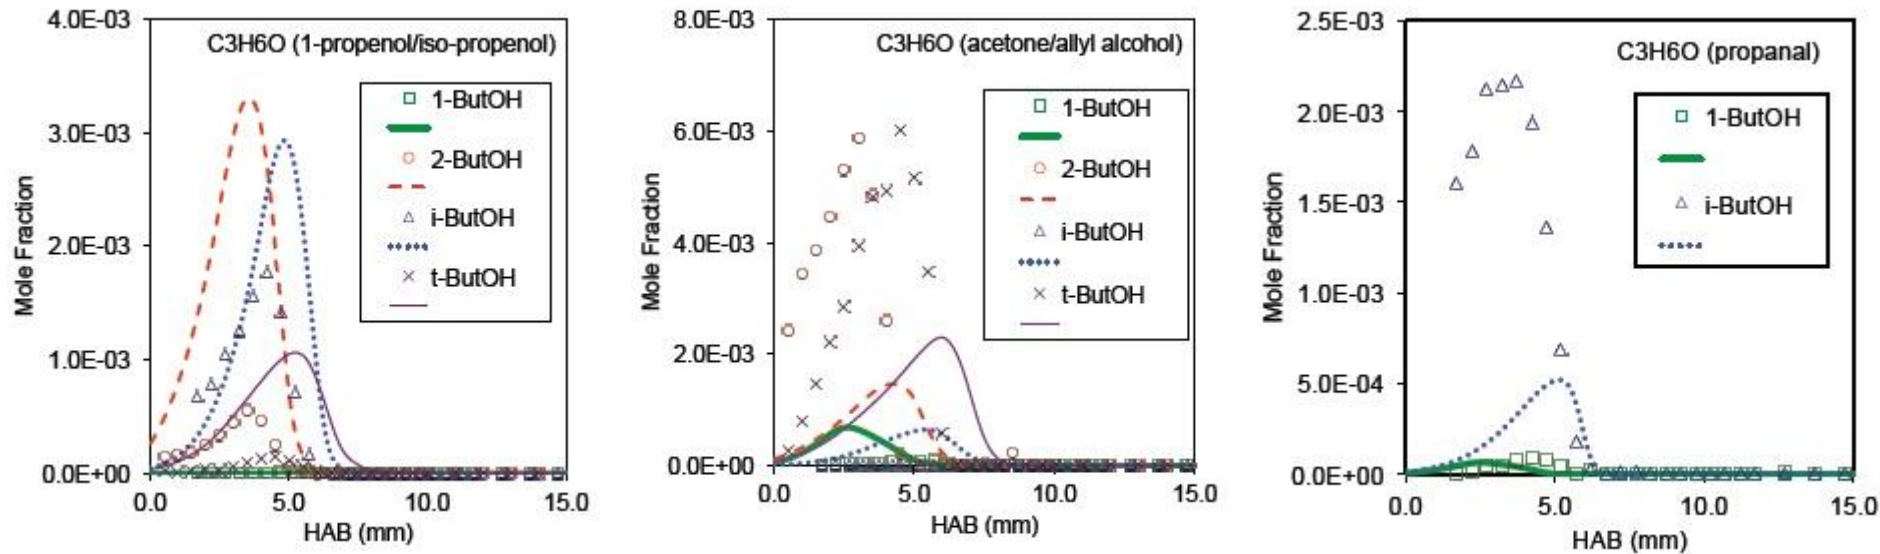 C3H6O (1-propenol/iso-propenol)
Mole Fraction
4.0E-03
3.0E-03
2.0E-03
1.0E-03
0.0E+00
1-ButOH
2-ButOH
i-ButOH
t-ButOH
0.0 5.0 10.0 15.0
HAB (mm)
C3H6O (acetone/allyl alcohol)
Mole Fraction
8.0E-03
6.0E-03
4.0E-03
2.0E-03
0.0E+00
1-ButOH
2-ButOH
i-ButOH
t-ButOH
0.0 5.0 10.0 15.0
HAB (mm)
C3H6O (propanal)
Mole Fraction
2.5E-03
2.0E-03
1.5E-03
1.0E-03
5.0E-04
0.0E+00
1-ButOH
i-ButOH
0.0 5.0 10.0 15.0
HAB (mm)